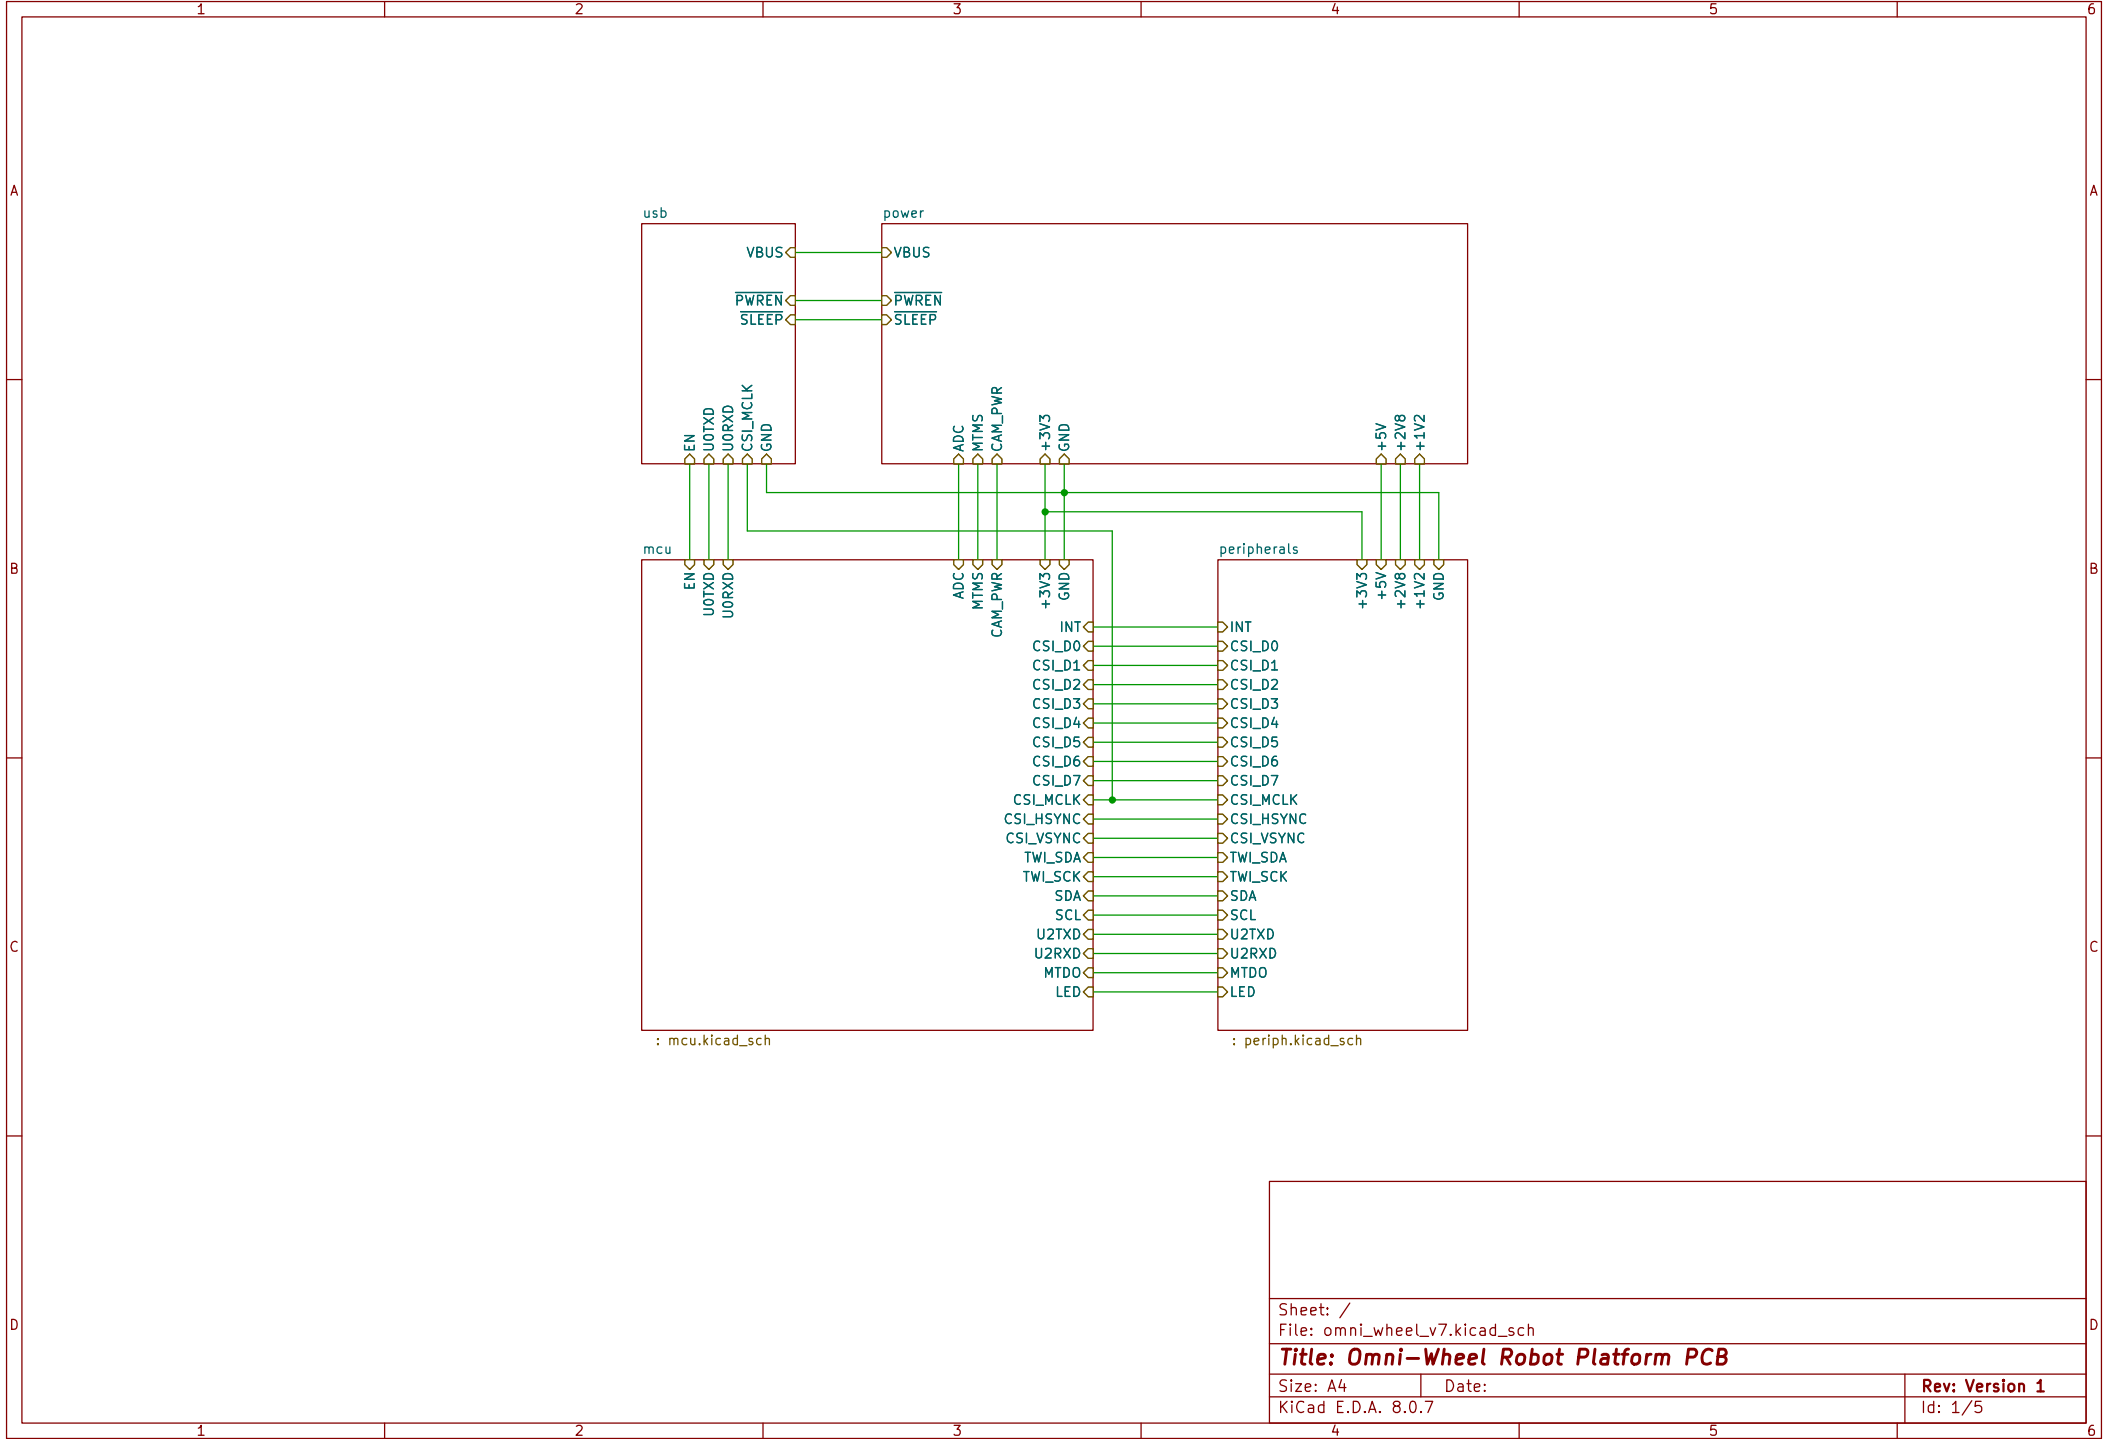 1 2 3 4 5 6
A A
usb power
VBUS VBUS
PWREN PWREN
SLEEP SLEEP
EN U0TXD U0RXD CSI_MCLK GND ADC MTMS CAM_PWR +3V3 GND +5V +2V8 +1V2
mcu peripherals
B B
EN U0TXD U0RXD ADC MTMS CAM_PWR +3V3 GND +3V3 +5V +2V8 +1V2 GND
INT INT
CSI_D0 CSI_D0
CSI_D1 CSI_D1
CSI_D2 CSI_D2
CSI_D3 CSI_D3
CSI_D4 CSI_D4
CSI_D5 CSI_D5
CSI_D6 CSI_D6
CSI_D7 CSI_D7
CSI_MCLK CSI_MCLK
CSI_HSYNC CSI_HSYNC
CSI_VSYNC CSI_VSYNC
TWI_SDA TWI_SDA
TWI_SCK TWI_SCK
SDA SDA
SCL SCL
U2TXD U2TXD
C C
U2RXD U2RXD
MTDO MTDO
LED LED
: mcu.kicad_sch : periph.kicad_sch
Sheet: /
D D
File: omni_wheel_v7.kicad_sch
Title: Omni-Wheel Robot Platform PCB
Size: A4 Date: Rev: Version 1
KiCad E.D.A. 8.0.7 Id: 1/5
1 2 3 4 5 6